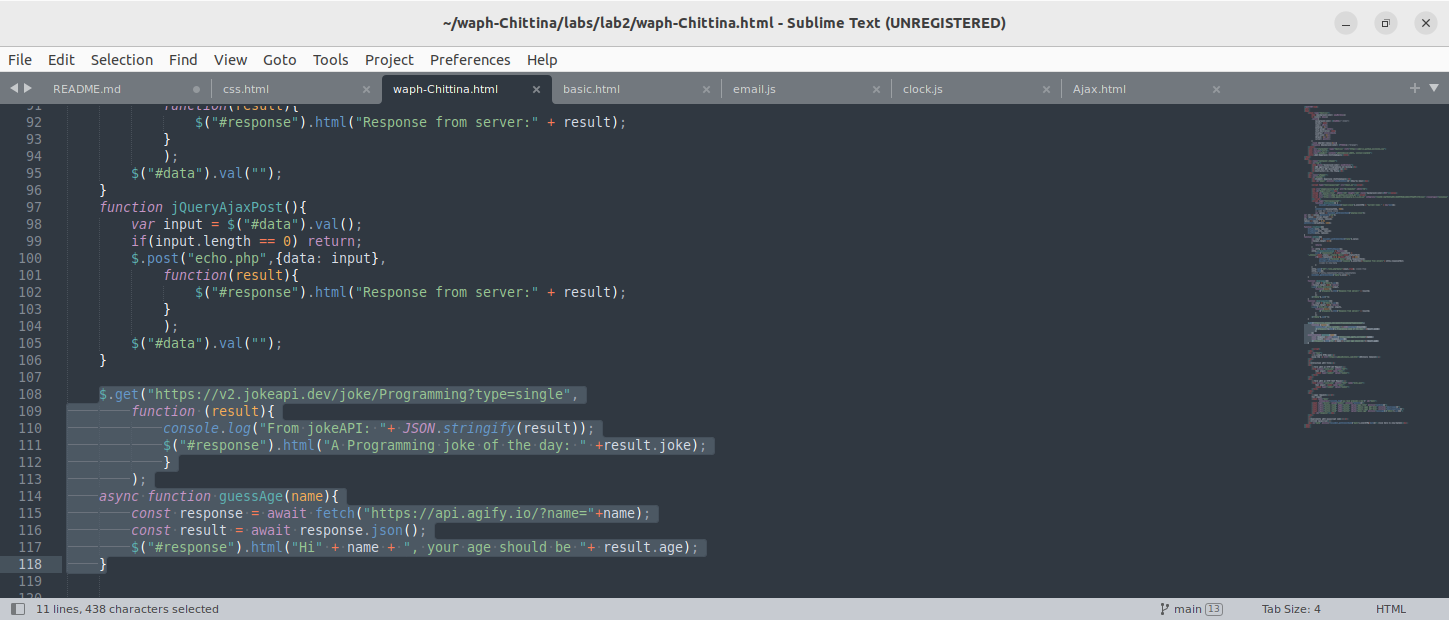 ~/waph-Chittina/labs/lab2/waph-Chittina.html - Sublime Text (UNREGISTERED)
File Edit Selection Find View Goto Tools Project Preferences Help
README.md css.html waph-Chittina.html basic.html email.js clock.js Ajax.html
91 function(result){
92 $("#response").html("Response from server:" + result);
93 }
94 );
95 $("#data").val("");
96 }
97 function jQueryAjaxPost(){
98 var input = $("#data").val();
99 if(input.length == 0) return;
100 $.post("echo.php",{data: input},
101 function(result){
102 $("#response").html("Response from server:" + result);
103 }
104 );
105 $("#data").val("");
106 }
107
108 $.get("https://v2.jokeapi.dev/joke/Programming?type=single",
109 function (result){
110 console.log("From jokeAPI: "+ JSON.stringify(result));
111 $("#response").html("A Programming joke of the day: " +result.joke);
112 }
113 );
114 async function guessAge(name){
115 const response = await fetch("https://api.agify.io/?name="+name);
116 const result = await response.json();
117 $("#response").html("Hi" + name + ", your age should be "+ result.age);
118 }
119
120
11 lines, 438 characters selected main 13 Tab Size: 4 HTML